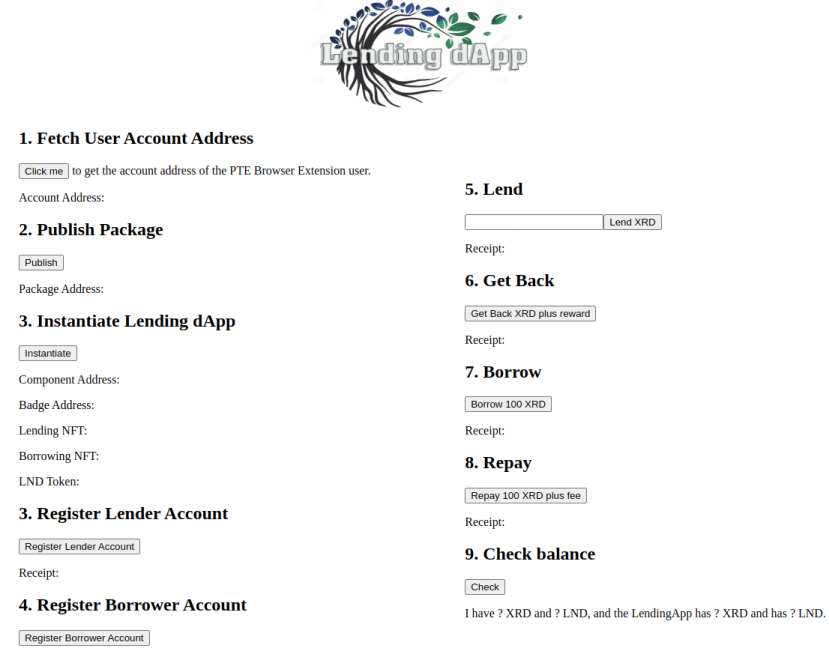 Lending dApp
1. Fetch User Account Address
Click me to get the account address of the PTE Browser Extension user.
Account Address:
2. Publish Package
Publish
Package Address:
3. Instantiate Lending dApp
Instantiate
Component Address:
Badge Address:
Lending NFT:
Borrowing NFT:
LND Token:
3. Register Lender Account
Register Lender Account
Receipt:
4. Register Borrower Account
Register Borrower Account
5. Lend
Lend XRD
Receipt:
6. Get Back
Get Back XRD plus reward
Receipt:
7. Borrow
Borrow 100 XRD
Receipt:
8. Repay
Repay 100 XRD plus fee
Receipt:
9. Check balance
Check
I have ? XRD and ? LND, and the LendingApp has ? XRD and has ? LND.